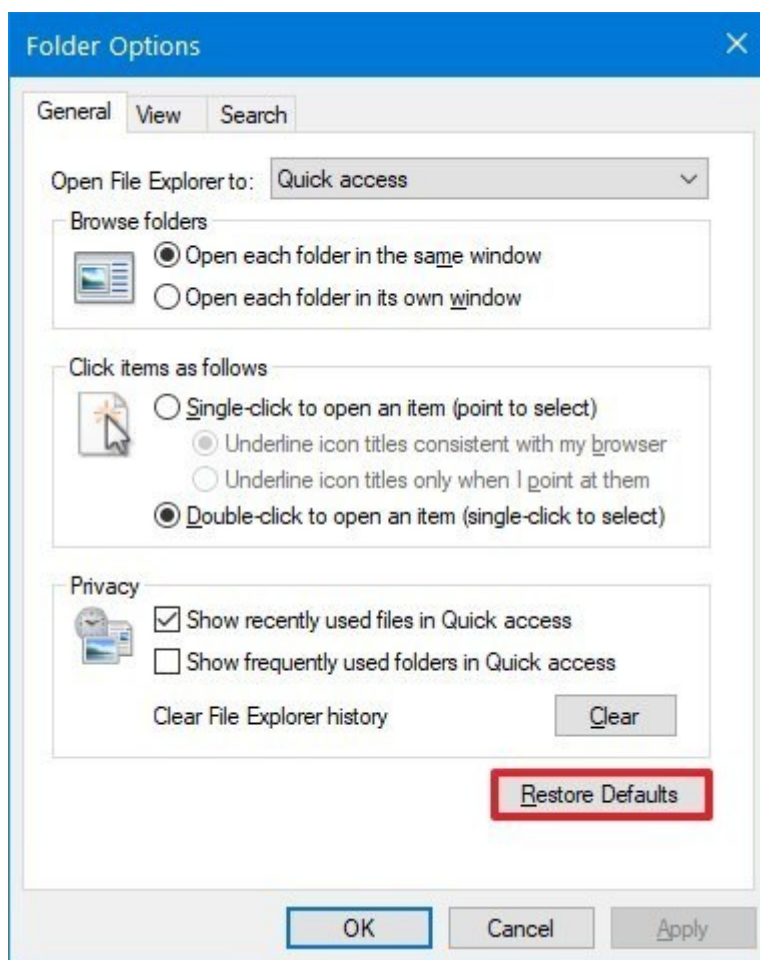 Folder Options
General View Search
Open File Explorer to: Quick access
Browse folders
Open each folder in the same window
Open each folder in its own window
Click items as follows
Single-click to open an item (point to select)
Underline icon titles consistent with my browser
Underline icon titles only when I point at them
Double-click to open an item (single-click to select)
Privacy
Show recently used files in Quick access
Show frequently used folders in Quick access
Clear File Explorer history Clear
Restore Defaults
OK Cancel Apply